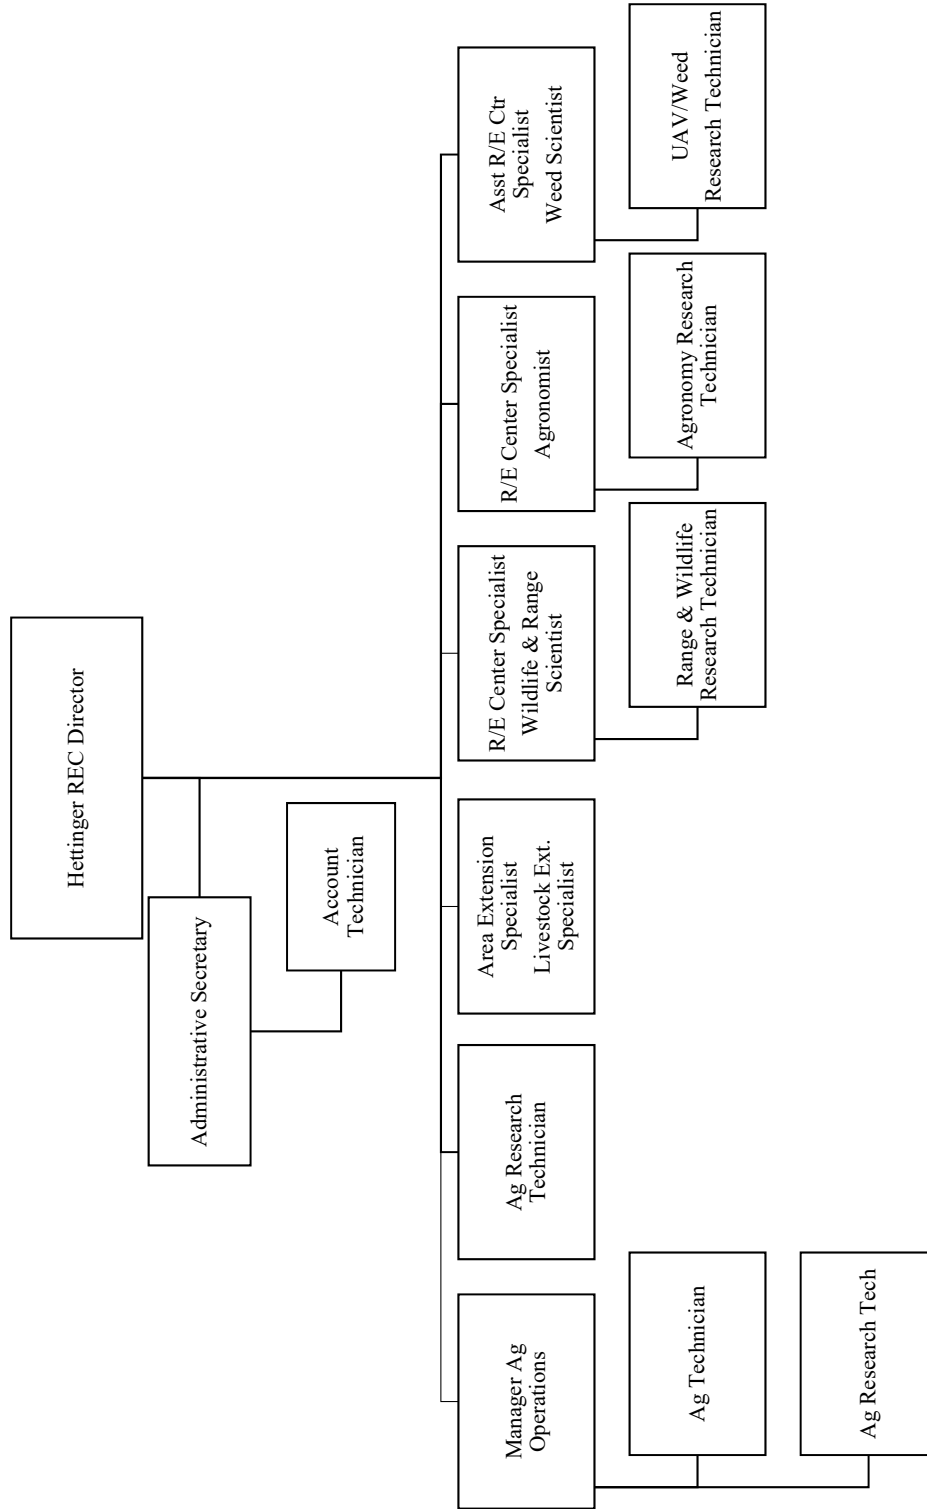 Hettinger REC Director
Administrative Secretary
Account
Technician
Manager Ag
Operations
Ag Research
Technician
Area Extension
Specialist
Livestock Ext.
Specialist
R/E Center Specialist
Wildlife & Range
Scientist
R/E Center Specialist
Agronomist
Asst R/E Ctr
Specialist
Weed Scientist
Ag Technician
Range & Wildlife
Research Technician
Agronomy Research
Technician
UAV/Weed
Research Technician
Ag Research Tech